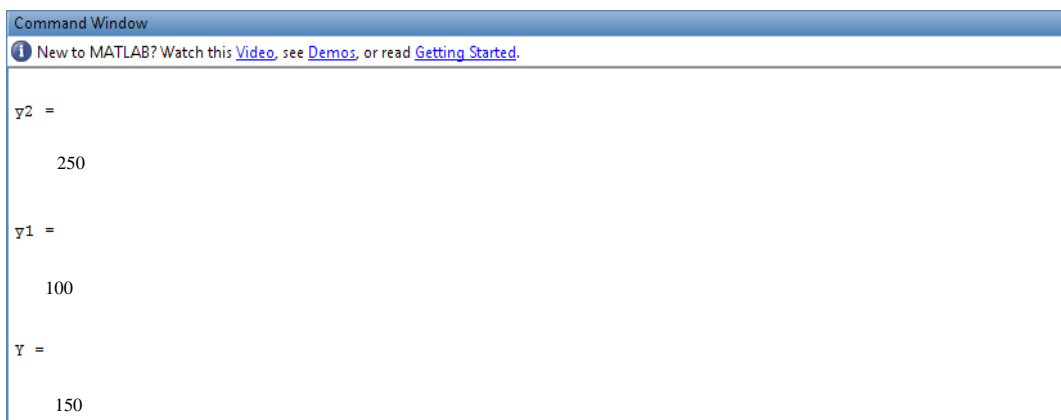 Command Window
New to MATLAB? Watch this Video, see Demos, or read Getting Started.
y2 =
250
y1 =
100
Y =
150